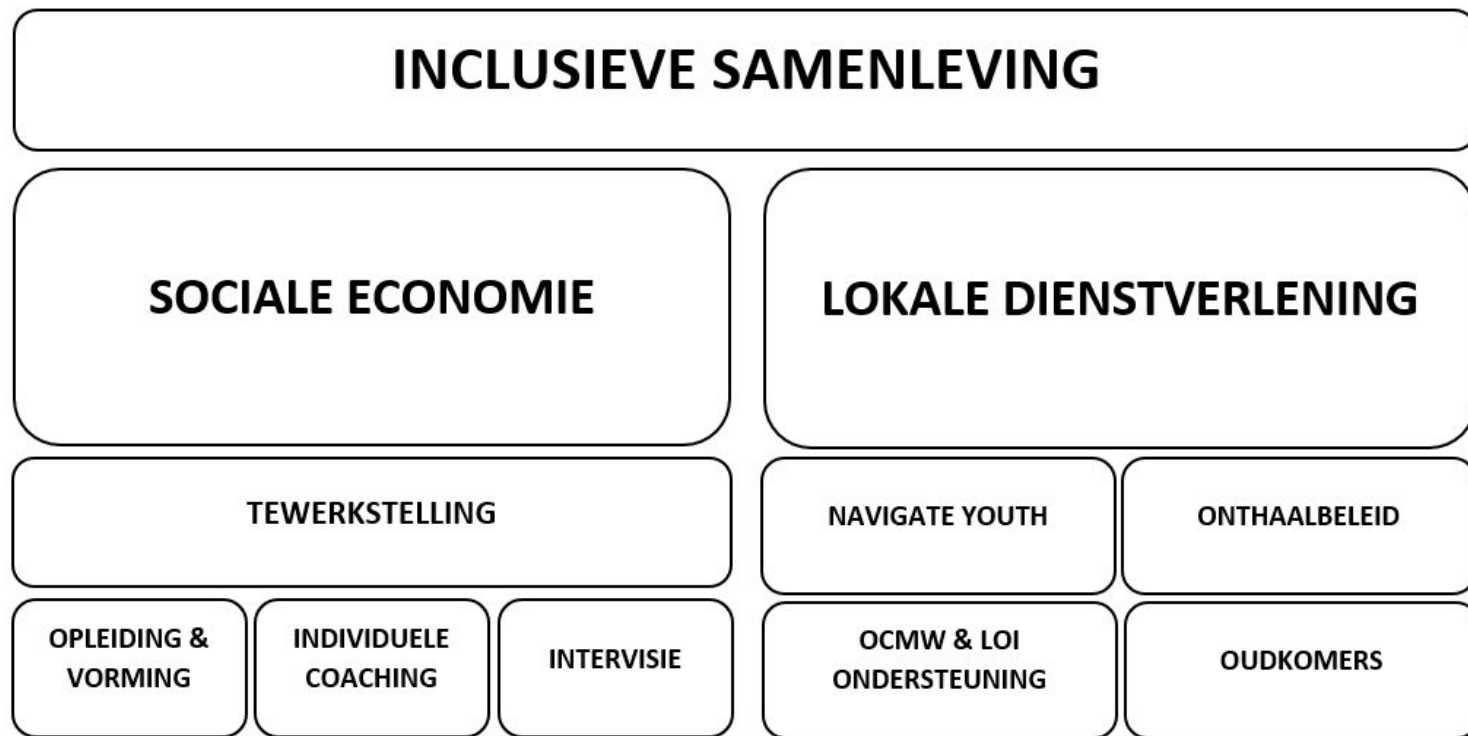 INCLUSIEVE SAMENLEVING
SOCIALE ECONOMIE
LOKALE DIENSTVERLENING
TEWERKSTELLING
NAVIGATE YOUTH
ONTHAALBELEID
OPLEIDING &
VORMING
INDIVIDUELE
COACHING
INTERVISIE
OCMW & LOI
ONDERSTEUNING
OUDKOMERS